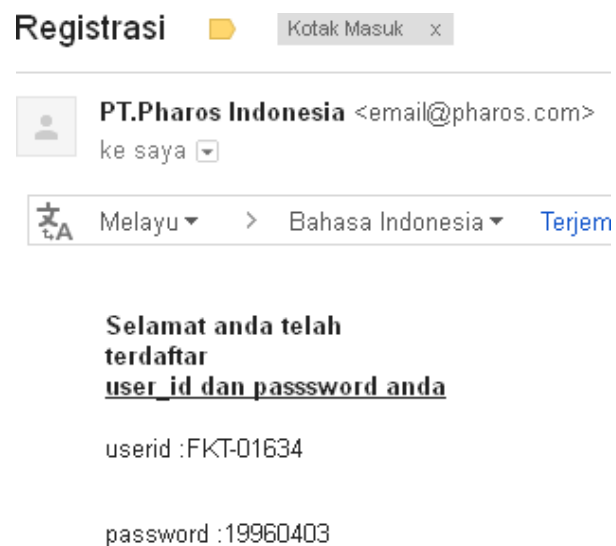 Registrasi Kotak Masuk x
PT.Pharos Indonesia <email@pharos.com>
ke saya
Melayu > Bahasa Indonesia Terjem
Selamat anda telah
terdaftar
user_id dan passsword anda
userid :FKT-01634
password :19960403